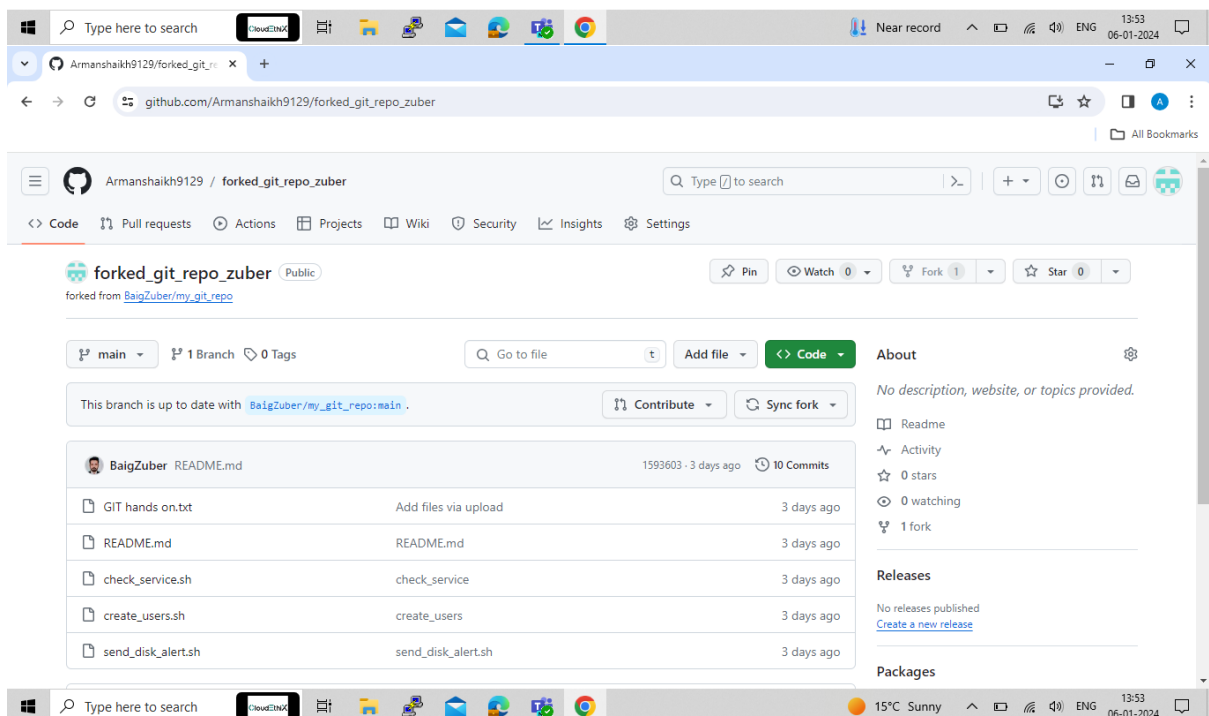 Type here to search CloudEthiX Near record ENG 13:53
06-01-2024
Armanshaikh9129/forked_git_re
github.com/Armanshaikh9129/forked_git_repo_zuber A
All Bookmarks
Armanshaikh9129 / forked_git_repo_zuber Type / to search
<> Code Pull requests Actions Projects Wiki Security Insights Settings
forked_git_repo_zuber Public Pin Watch 0 Fork 1 Star 0
forked from BaigZuber/my_git_repo
main 1 Branch 0 Tags Go to file t Add file <> Code About
No description, website, or topics provided.
This branch is up to date with BaigZuber/my_git_repo:main . Contribute Sync fork
Readme
Activity
BaigZuber README.md 1593603 · 3 days ago 10 Commits
0 stars
0 watching
GIT hands on.txt Add files via upload 3 days ago
1 fork
README.md README.md 3 days ago
Releases
check_service.sh check_service 3 days ago
No releases published
create_users.sh create_users 3 days ago
Create a new release
send_disk_alert.sh send_disk_alert.sh 3 days ago
Packages
Type here to search CloudEthiX 15°C Sunny ENG 13:53
06-01-2024